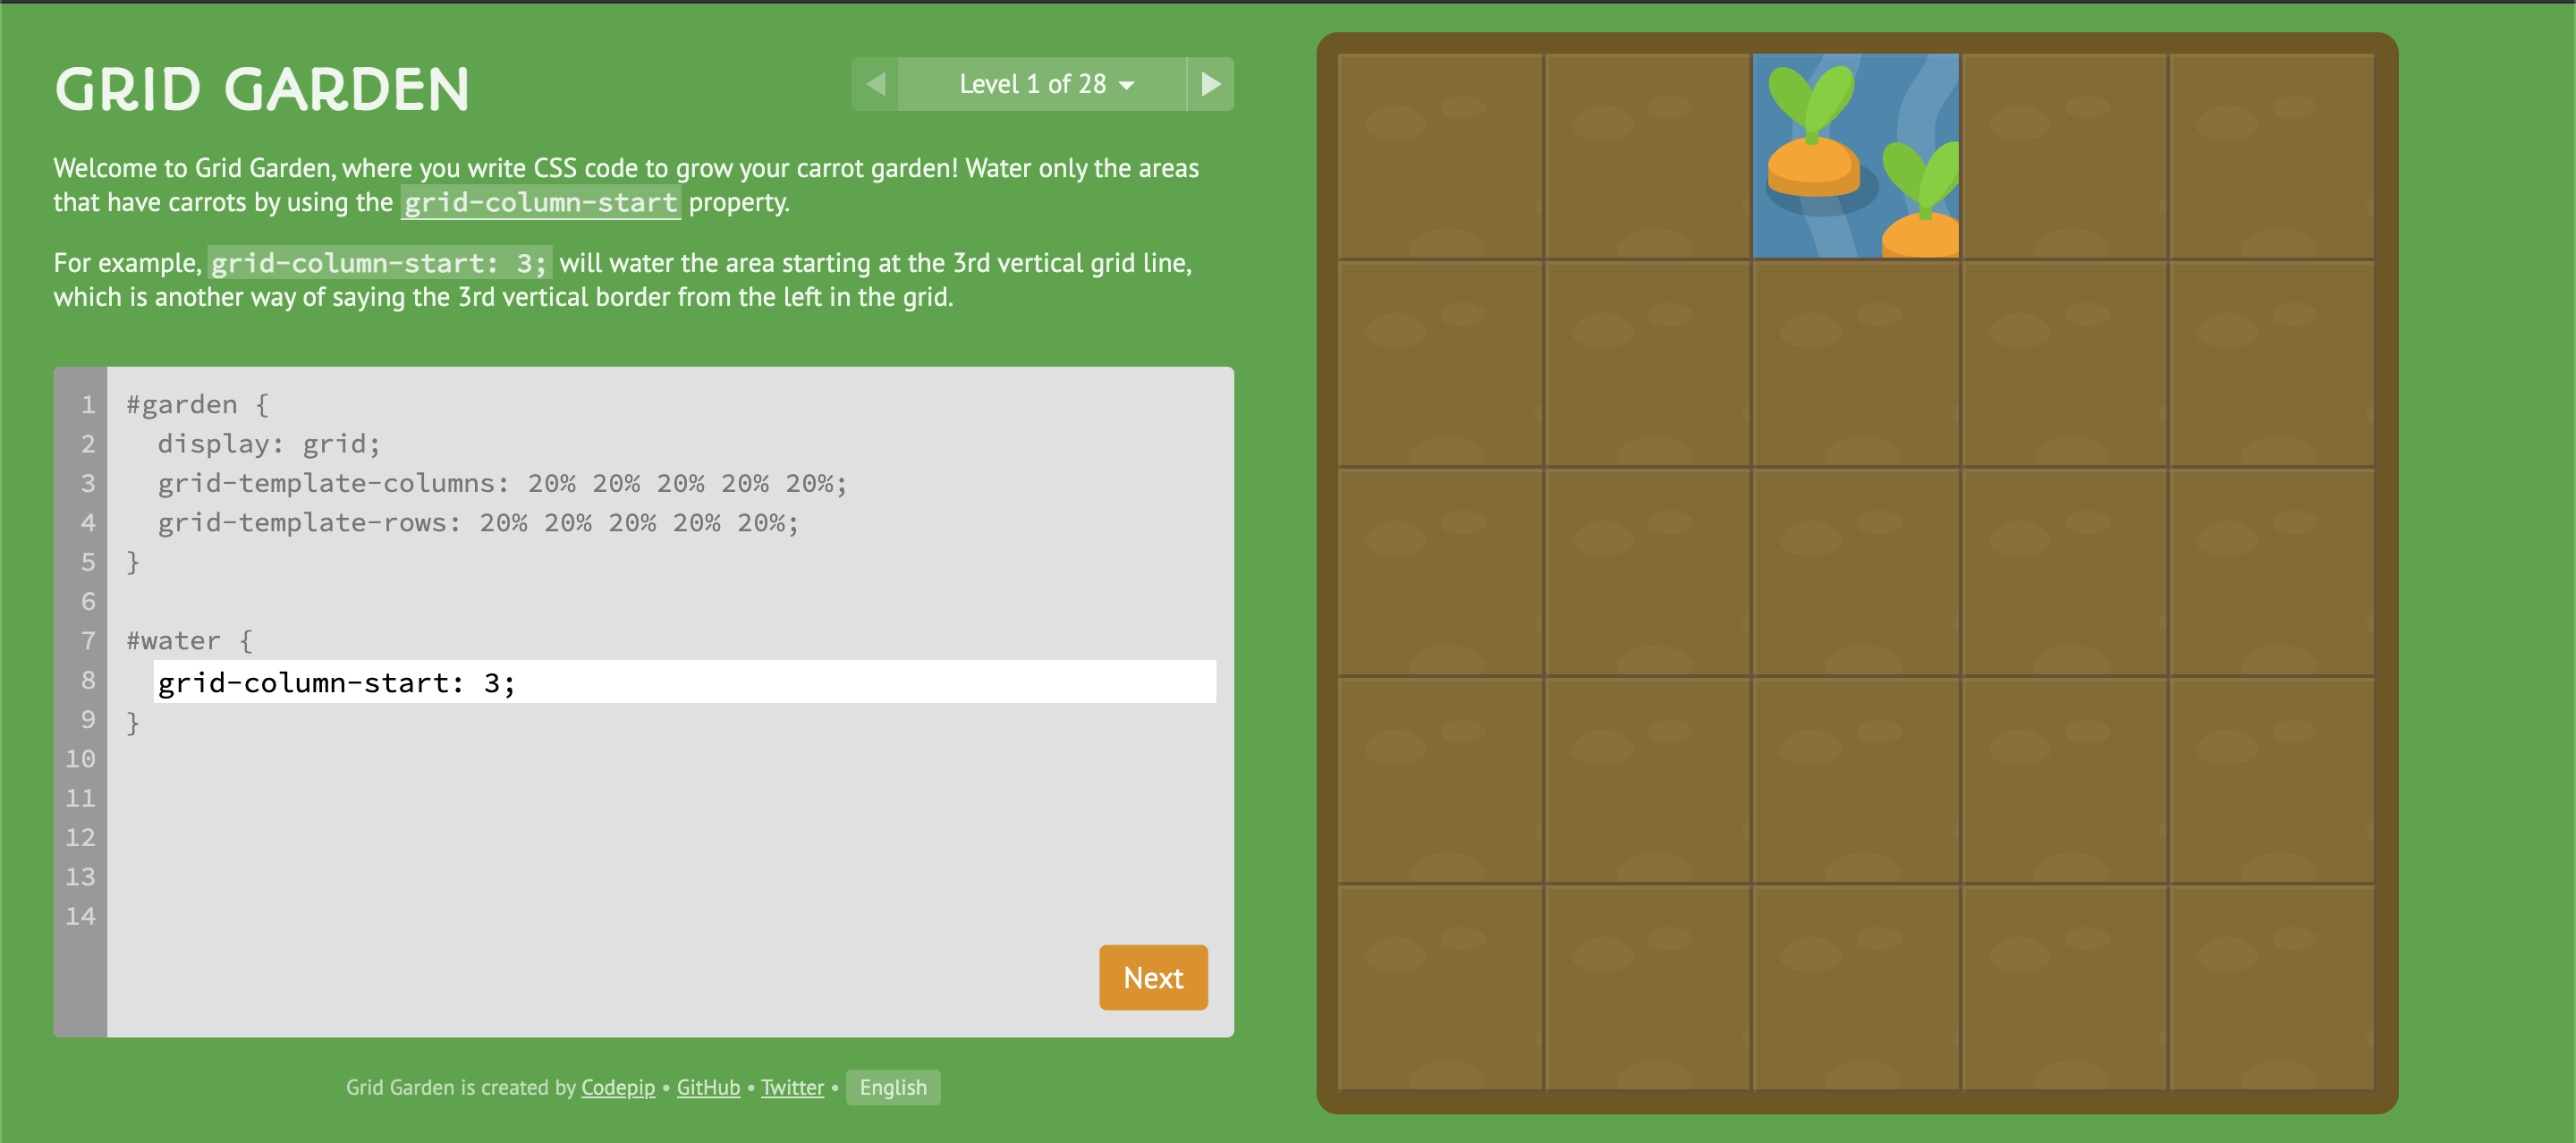 GRID GARDEN
Level 1 of 28
Welcome to Grid Garden, where you write CSS code to grow your carrot garden! Water only the areas
that have carrots by using the grid-column-start property.
For example, grid-column-start: 3; will water the area starting at the 3rd vertical grid line,
which is another way of saying the 3rd vertical border from the left in the grid.
1 #garden {
2 display: grid;
3 grid-template-columns: 20% 20% 20% 20% 20%;
4 grid-template-rows: 20% 20% 20% 20% 20%;
5 }
6
7 #water {
8 grid-column-start: 3;
9 }
10
11
12
13
14
Next
Grid Garden is created by Codepip • GitHub • Twitter • English